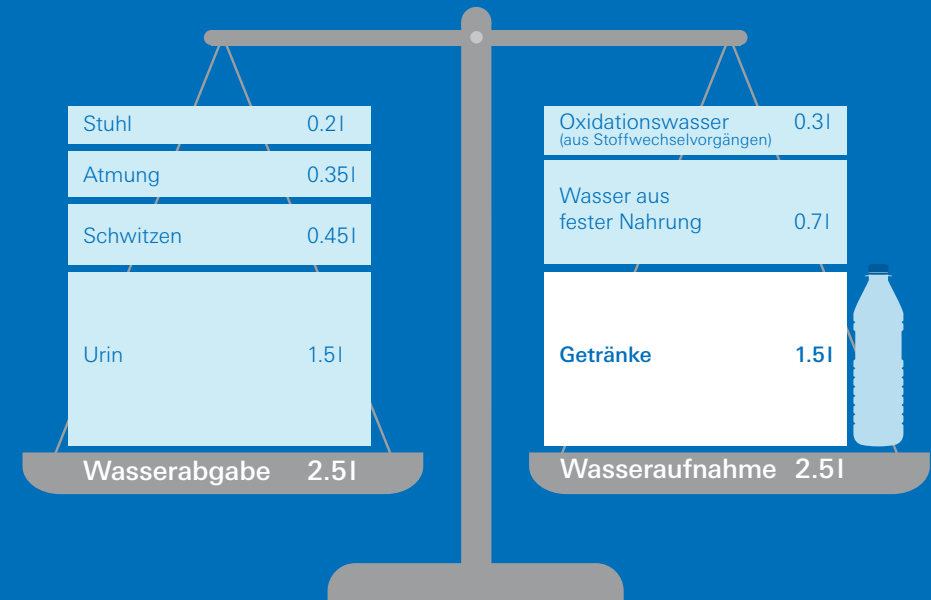 Stuhl 0.2l
Atmung 0.35l
Schwitzen 0.45l
Urin 1.5l
Wasserabgabe 2.5l
Oxidationswasser 0.3l
(aus Stoffwechselvorgängen)
Wasser aus
fester Nahrung 0.7l
Getränke 1.5l
Wasseraufnahme 2.5l